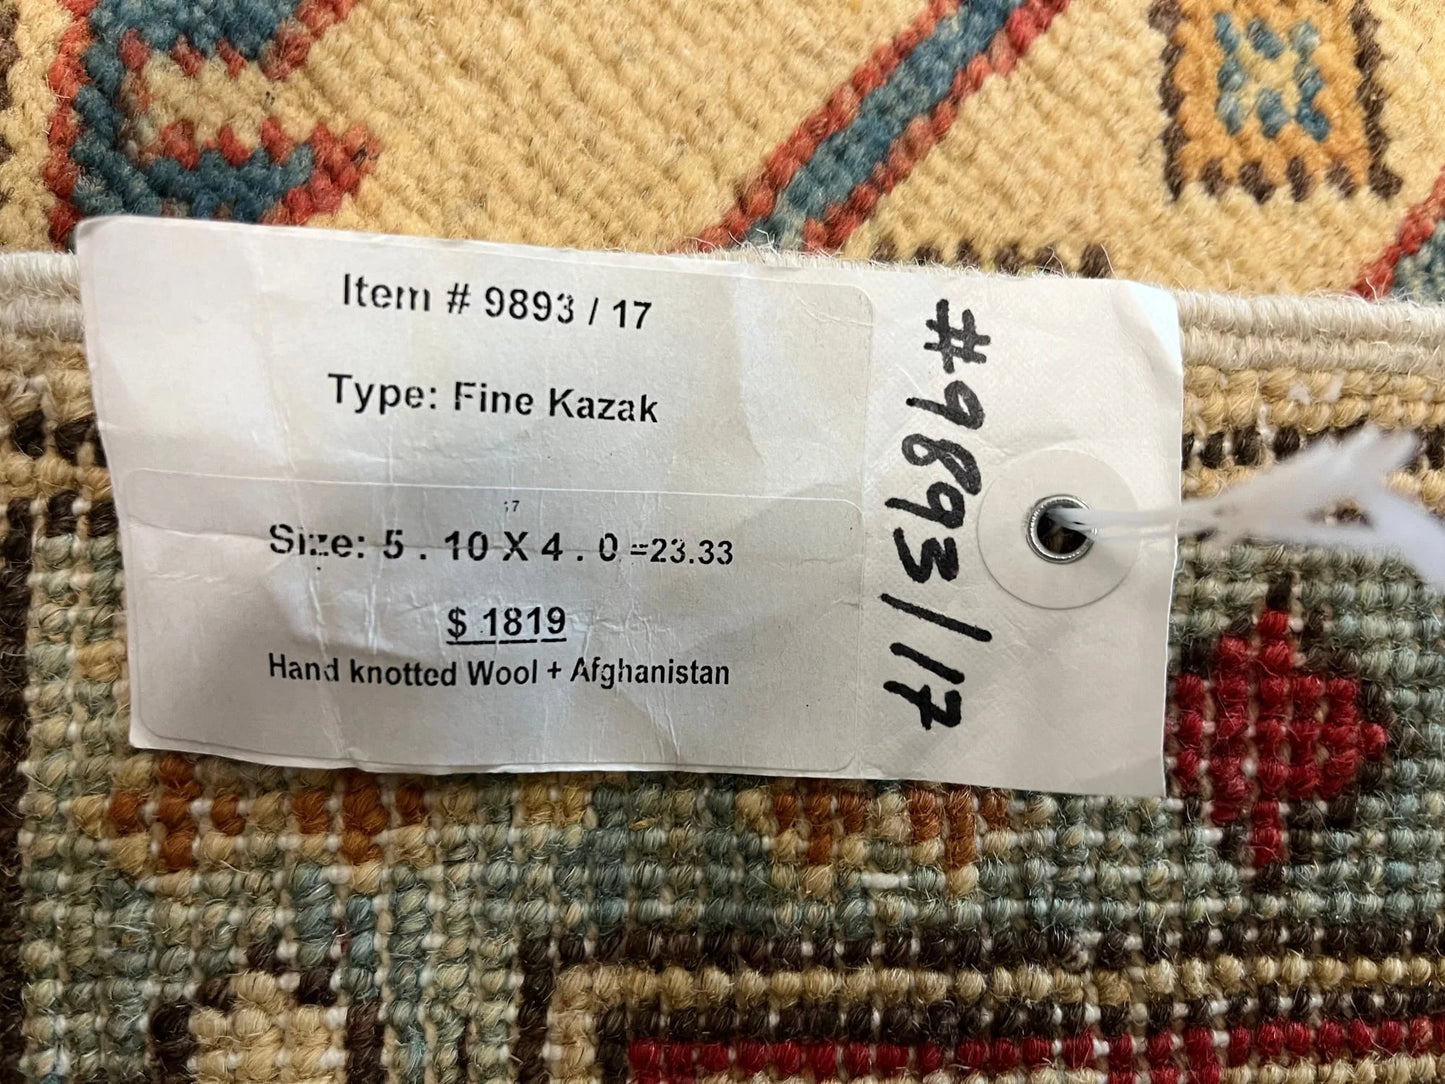 Item # 9893 / 17
Type: Fine Kazak
Size: 5 . 10 X 4 . 0 =23.33
$ 1819
Hand knotted Wool + Afghanistan
#9893/17